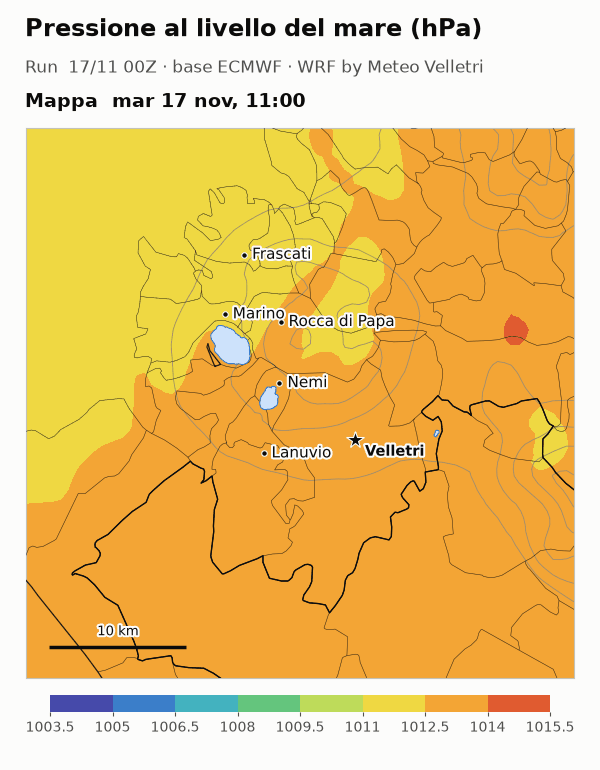 Pressione al livello del mare (hPa)
Run  17/11 00Z · base ECMWF · WRF by Meteo Velletri
Mappa  mar 17 nov, 11:00
Frascati
Marino
Rocca di Papa
Nemi
Velletri
Lanuvio
10 km
1003.5 1005 1006.5 1008 1009.5 1011 1012.5 1014 1015.5